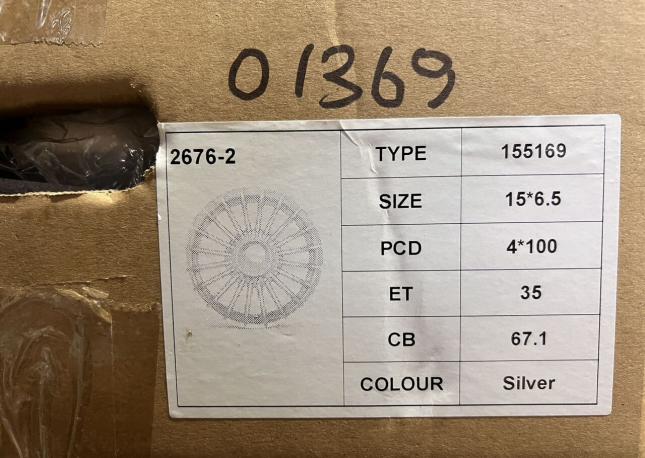 01369
2676-2
TYPE 155169
SIZE 15*6.5
PCD 4*100
ET 35
CB 67.1
COLOUR Silver